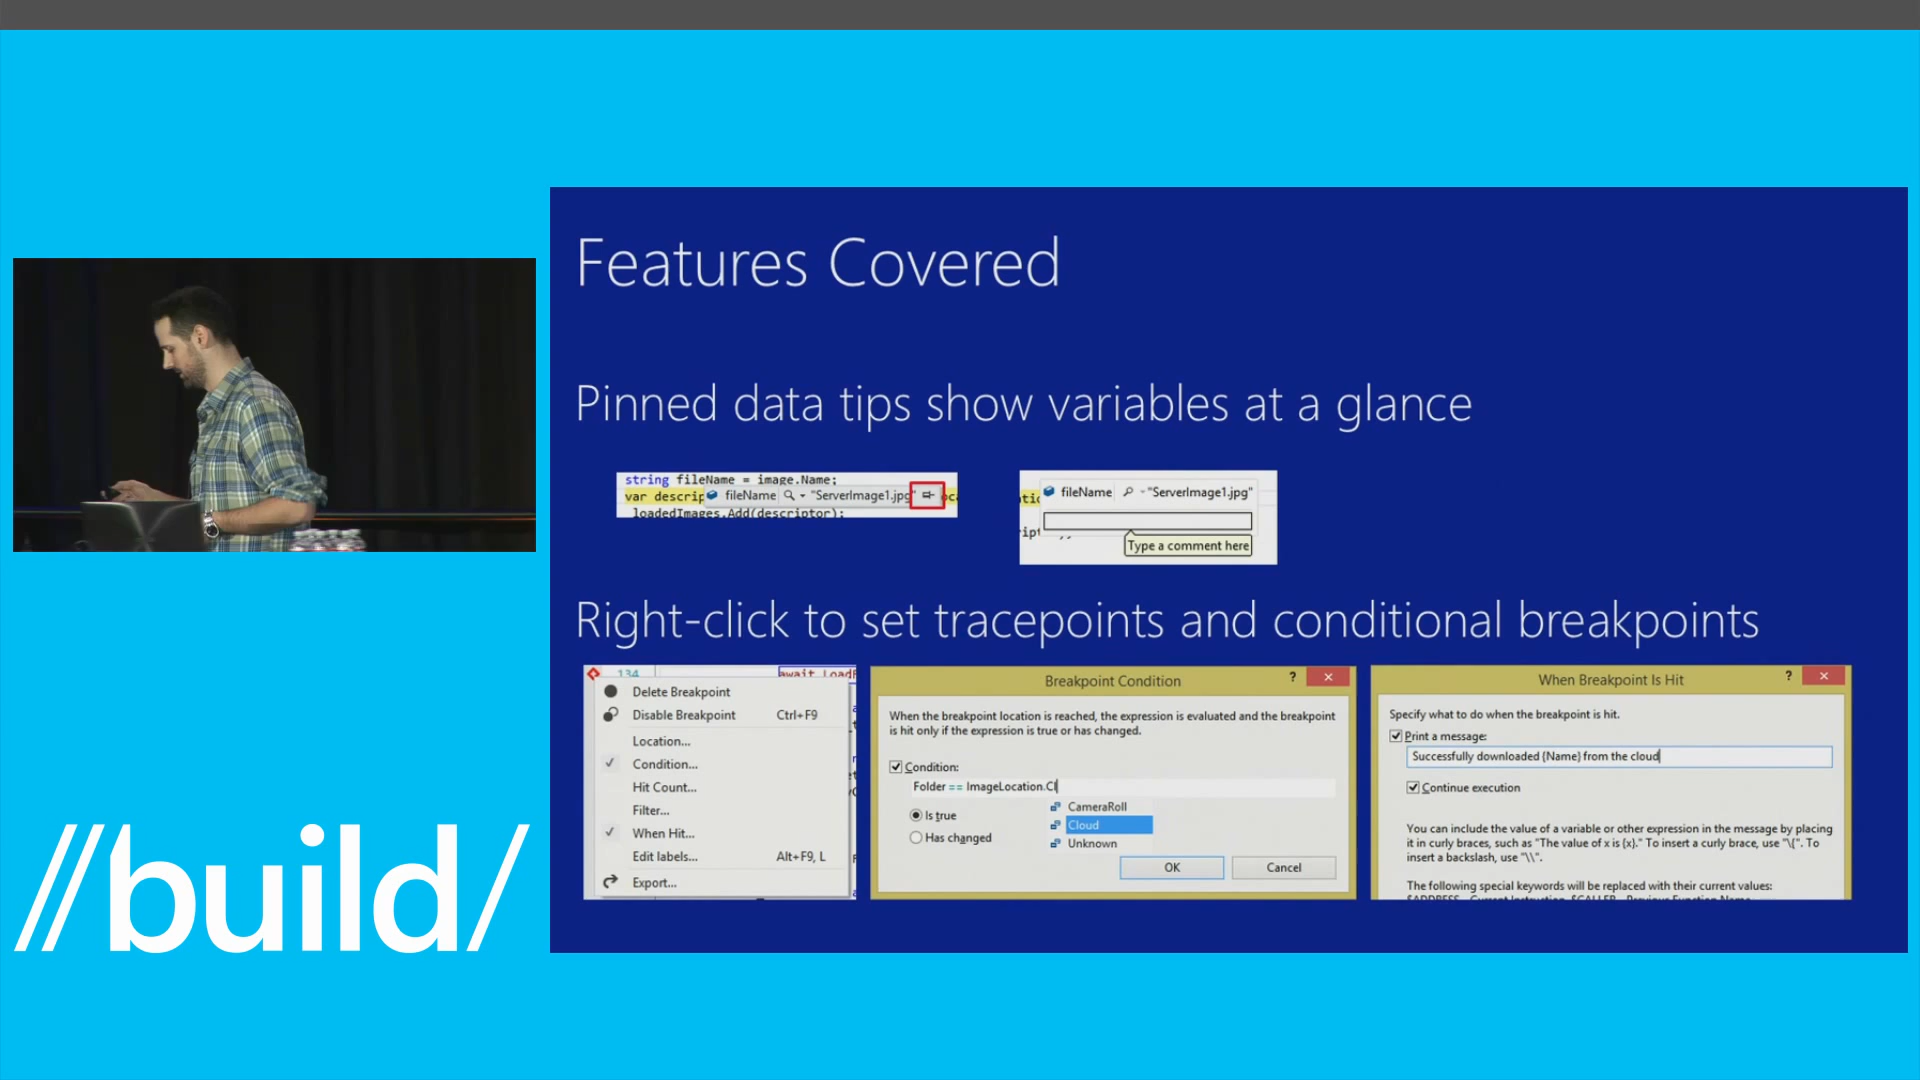 Features Covered
Pinned data tips show variables at a glance
string fileName = image.Name;
var descrip fileName "ServerImage1.jpg"
loadedImages.Add(descriptor);
fileName "ServerImage1.jpg"
Type a comment here
Right-click to set tracepoints and conditional breakpoints
134
Delete Breakpoint
Disable Breakpoint Ctrl+F9
Location...
Condition...
Hit Count...
Filter...
When Hit...
Edit labels... Alt+F9, L
Export...
Breakpoint Condition
When the breakpoint location is reached, the expression is evaluated and the breakpoint
is hit only if the expression is true or has changed.
Condition:
Folder == ImageLocation.Cl
Is true
Has changed
CameraRoll
Cloud
Unknown
OK Cancel
When Breakpoint Is Hit
Specify what to do when the breakpoint is hit.
Print a message:
Successfully downloaded {Name} from the cloud
Continue execution
You can include the value of a variable or other expression in the message by placing
it in curly braces, such as "The value of x is {x}." To insert a curly brace, use "\{". To
insert a backslash, use "\\".
The following special keywords will be replaced with their current values:
//build/